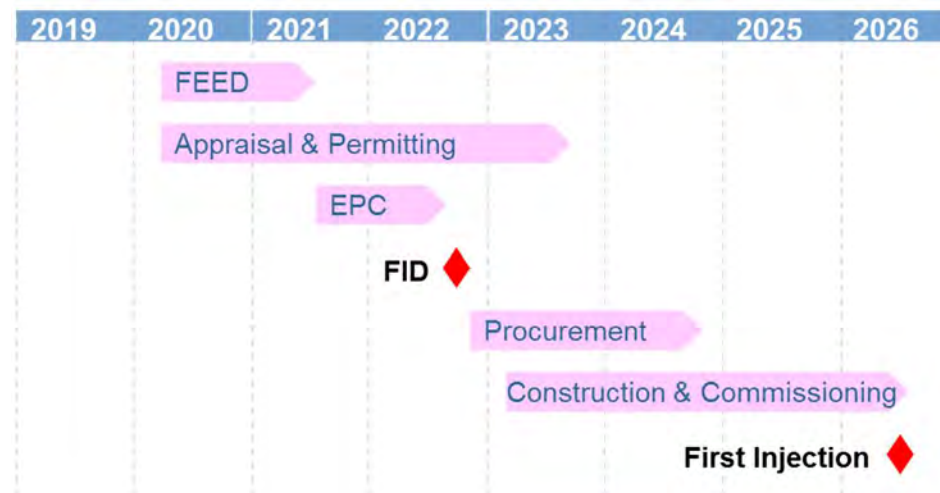 2019 2020 2021 2022 2023 2024 2025 2026
FEED
Appraisal & Permitting
EPC
FID
Procurement
Construction & Commissioning
First Injection